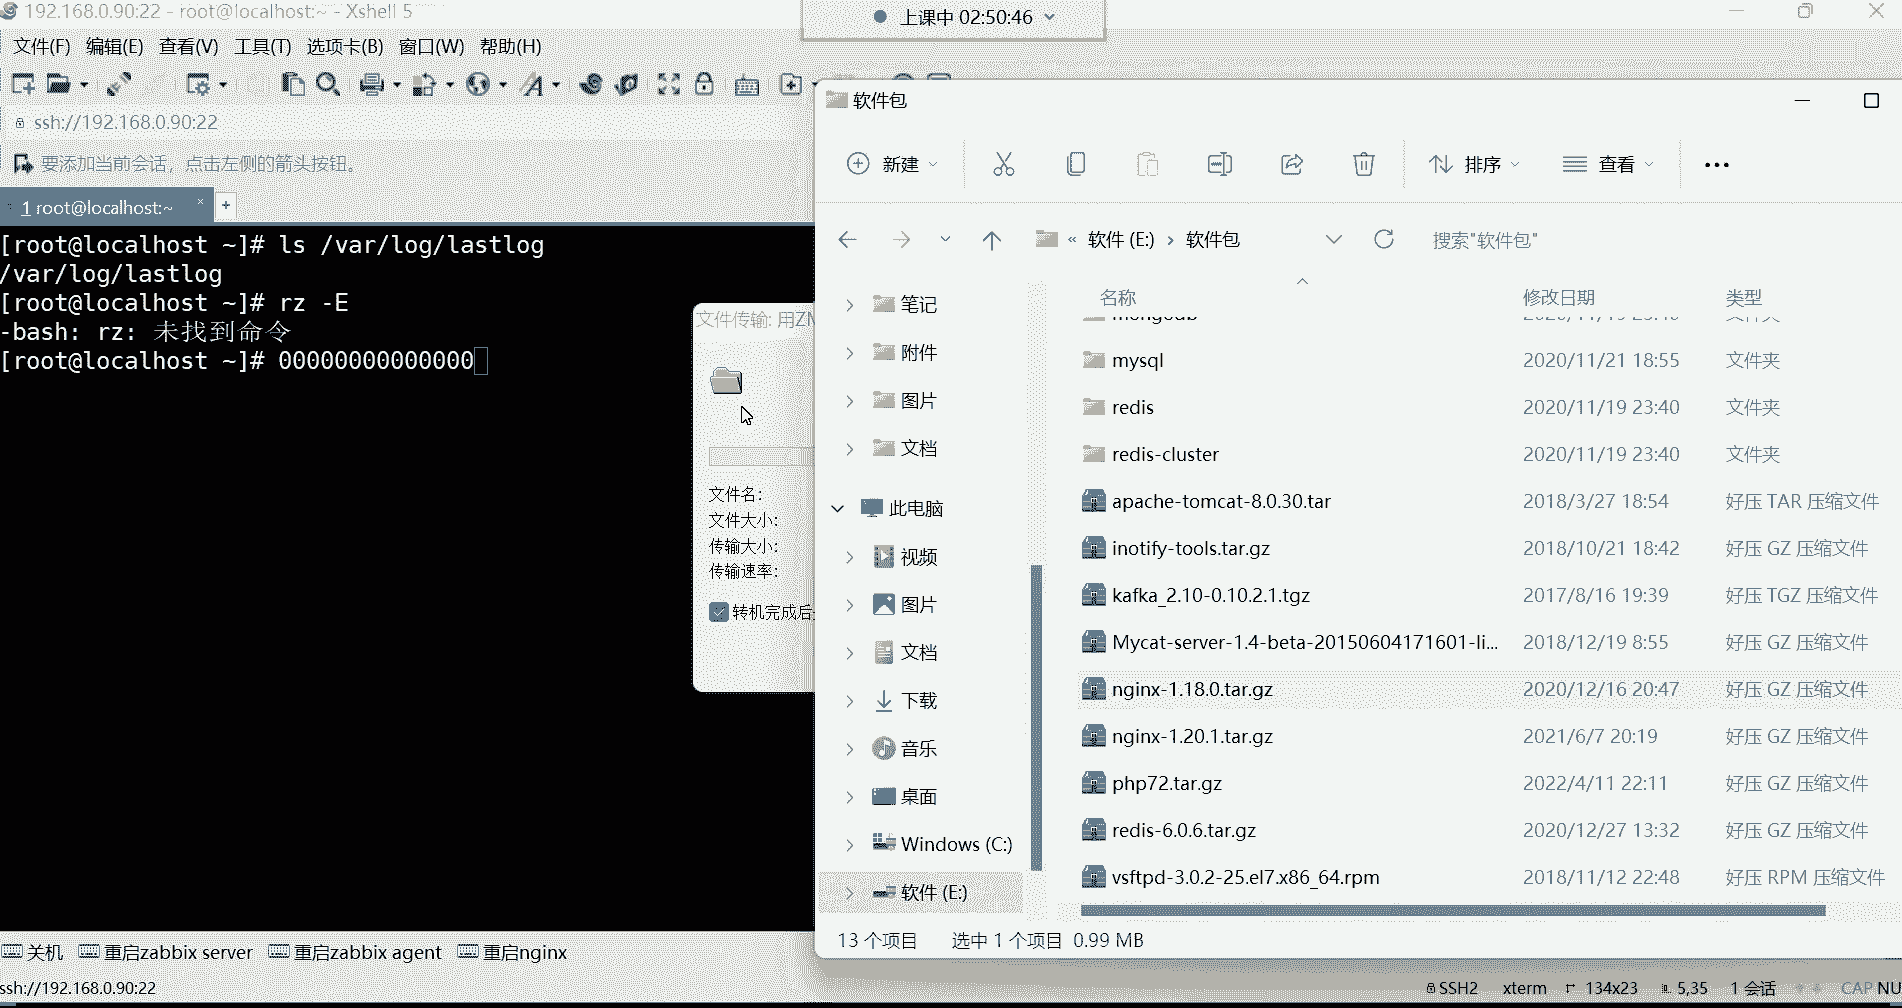 192.168.0.90:22 - root@localhost:~ - Xshell 5
上课中 02:50:46
文件(F) 编辑(E) 查看(V) 工具(T) 选项卡(B) 窗口(W) 帮助(H)
ssh://192.168.0.90:22
要添加当前会话，点击左侧的箭头按钮。
1 root@localhost:~
[root@localhost ~]# ls /var/log/lastlog
/var/log/lastlog
[root@localhost ~]# rz -E
-bash: rz: 未找到命令
[root@localhost ~]# 00000000000000
文件传输: 用
文件名:
文件大小:
传输大小:
传输速率:
转机完成后
软件包
新建
排序
查看
« 软件 (E:) › 软件包
搜索"软件包"
笔记
附件
图片
文档
此电脑
视频
图片
文档
下载
音乐
桌面
Windows (C:)
软件 (E:)
名称 修改日期 类型
mysql 2020/11/21 18:55 文件夹
redis 2020/11/19 23:40 文件夹
redis-cluster 2020/11/19 23:40 文件夹
apache-tomcat-8.0.30.tar 2018/3/27 18:54 好压 TAR 压缩文件
inotify-tools.tar.gz 2018/10/21 18:42 好压 GZ 压缩文件
kafka_2.10-0.10.2.1.tgz 2017/8/16 19:39 好压 TGZ 压缩文件
Mycat-server-1.4-beta-20150604171601-li... 2018/12/19 8:55 好压 GZ 压缩文件
nginx-1.18.0.tar.gz 2020/12/16 20:47 好压 GZ 压缩文件
nginx-1.20.1.tar.gz 2021/6/7 20:19 好压 GZ 压缩文件
php72.tar.gz 2022/4/11 22:11 好压 GZ 压缩文件
redis-6.0.6.tar.gz 2020/12/27 13:32 好压 GZ 压缩文件
vsftpd-3.0.2-25.el7.x86_64.rpm 2018/11/12 22:48 好压 RPM 压缩文件
13 个项目 选中 1 个项目 0.99 MB
关机 重启zabbix server 重启zabbix agent 重启nginx
ssh://192.168.0.90:22
SSH2 xterm 134x23 5,35 1 会话 CAP NU